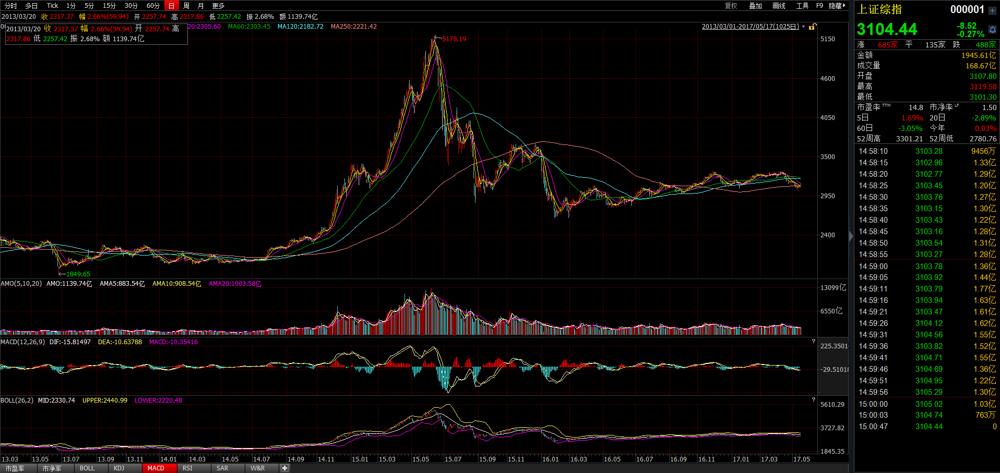 分时 多日 Tick 1分 5分 15分 30分 60分 日 周 月 更多 复权 叠加 画线 工具 F9 隐藏
2013/03/20 收 2317.37 幅 2.66%(59.94) 开 2257.74 高 2317.86 低 2257.42 振 2.68% 额 1139.74亿
2013/03/20 收 2317.37 幅 2.66%(59.94) 开 2257.74 高
2317.86 低 2257.42 振 2.68% 额 1139.74亿
20:2305.60 MA60:2303.45 MA120:2182.72 MA250:2221.42 2013/03/01-2017/05/17(1025日)
5178.19
1849.65
5150
4600
4050
3500
2950
2400
AMO(5,10,20) AMO:1139.74亿 AMA5:883.54亿 AMA10:908.54亿 AMA20:1003.58亿
13099亿
6550亿
MACD(12,26,9) DIF:-15.81497 DEA:-10.63788 MACD:-10.35416 ?
225.3501
-29.51018
BOLL(26,2) MID:2330.74 UPPER:2440.99 LOWER:2220.48 ?
5610.29
3727.82
1845.35
13.03 13.05 13.07 13.09 13.11 14.01 14.03 14.05 14.07 14.09 14.11 15.01 15.03 15.05 15.07 15.09 15.11 16.01 16.03 16.05 16.07 16.09 16.11 17.01 17.03 17.05
市盈率 市净率 BOLL KDJ MACD RSI SAR W&R
上证综指 000001
3104.44 -8.52
-0.27%
涨 685家 平 135家 跌 488家
金额 1945.61亿
成交量 168.67亿
开盘 3107.80
最高 3119.58
最低 3101.30
市盈率TTM 14.8 市净率LF 1.50
5日 1.69% 20日 -2.89%
60日 -3.05% 今年 0.03%
52周高 3301.21 52周低 2780.76
14:58:10 3103.28 9456万
14:58:15 3102.96 1.33亿
14:58:20 3102.77 1.29亿
14:58:25 3103.45 1.20亿
14:58:30 3103.76 1.27亿
14:58:35 3103.15 1.30亿
14:58:40 3103.43 1.22亿
14:58:45 3103.16 1.28亿
14:58:50 3103.54 1.31亿
14:58:55 3103.27 1.28亿
14:59:00 3103.78 1.36亿
14:59:05 3103.92 1.44亿
14:59:11 3103.79 1.77亿
14:59:16 3103.94 1.63亿
14:59:21 3103.47 1.61亿
14:59:26 3104.12 1.62亿
14:59:31 3104.56 1.55亿
14:59:36 3103.82 1.52亿
14:59:41 3104.71 1.55亿
14:59:46 3104.69 1.36亿
14:59:51 3104.95 1.22亿
14:59:56 3105.29 1.30亿
15:00:00 3105.02 1.03亿
15:00:03 3104.74 763万
15:00:47 3104.44 0